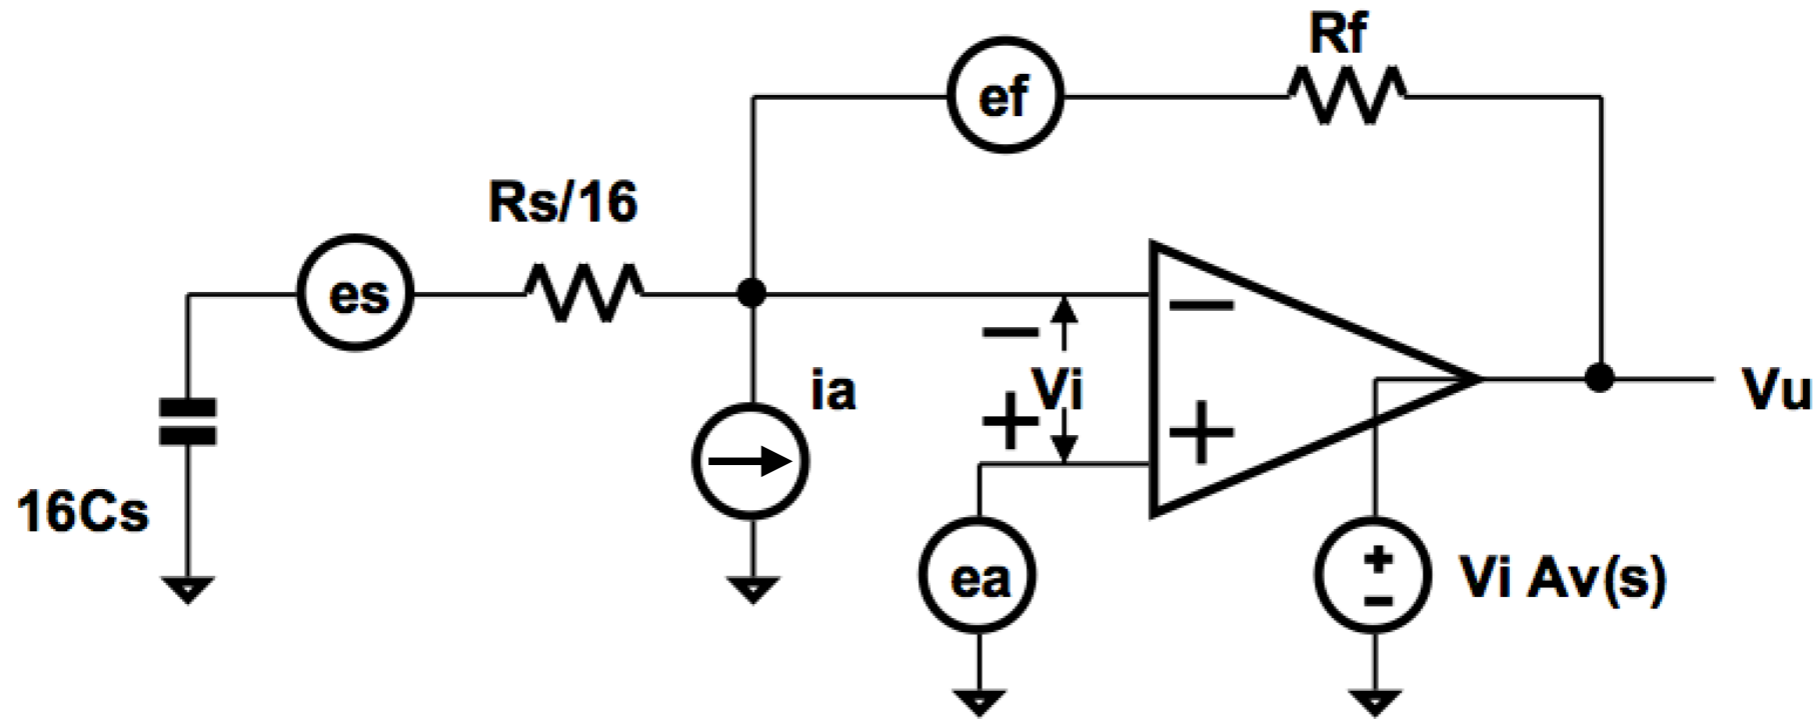 Rf
ef
Rs/16
es
ia
Vi
Vu
16Cs
ea
Vi Av(s)